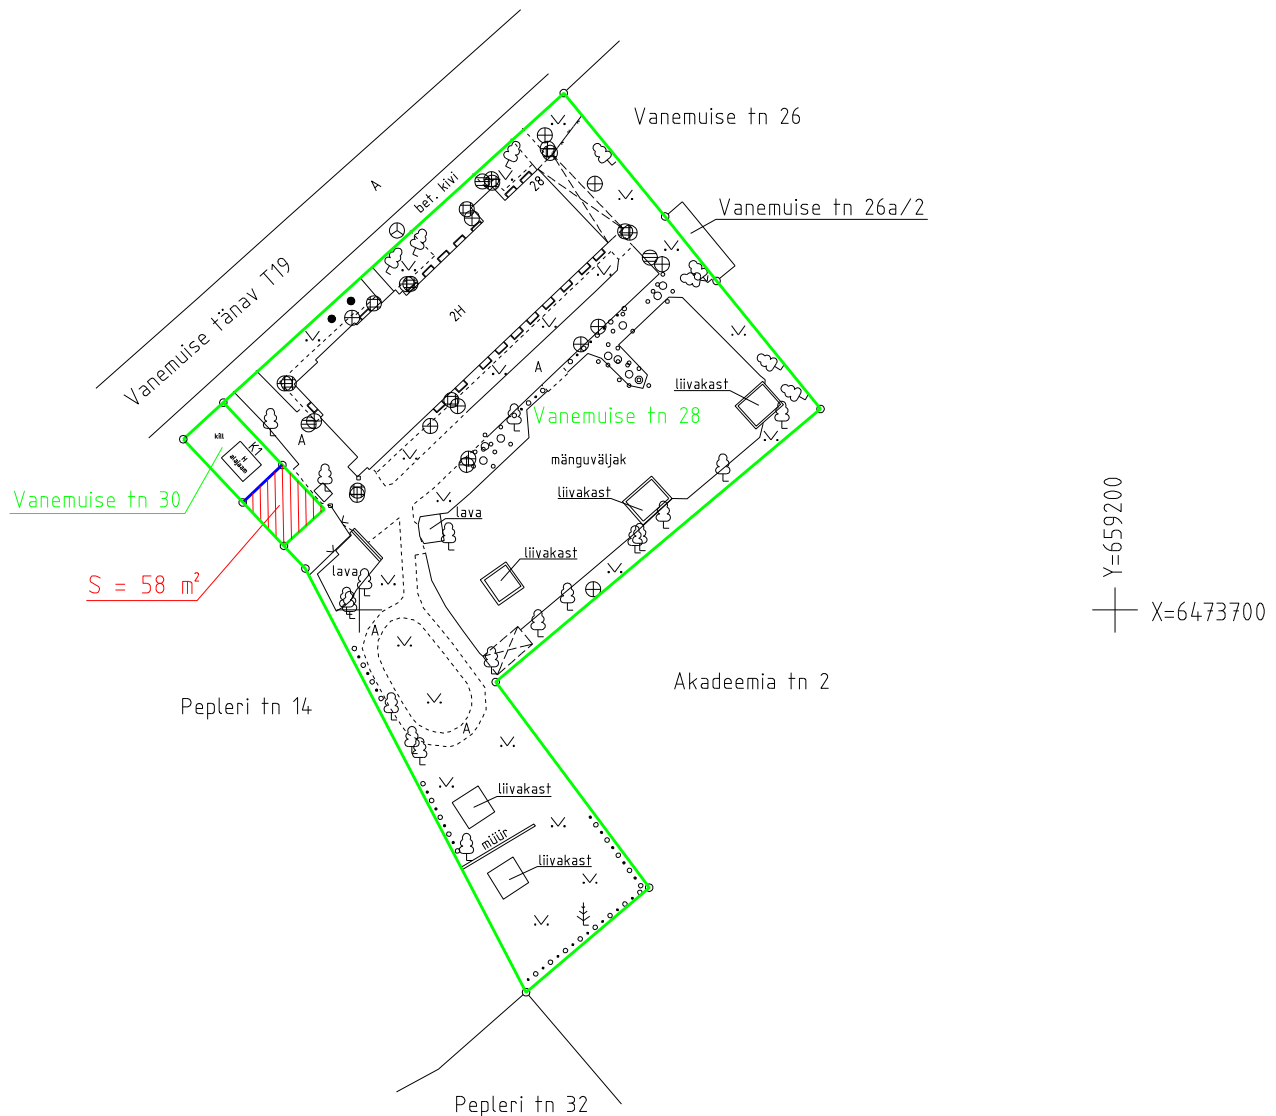 Vanemuise tn 26
A
bet. kivi
28
Vanemuise tn 26a/2
Vanemuise tänav T19
2H
A
liivakast
Vanemuise tn 28
kill
K1
H
alajaam
A
mänguväljak
Vanemuise tn 30
liivakast
lava
Y=659200
liivakast
lava
S = 58 m²
X=6473700
A
Akadeemia tn 2
Pepleri tn 14
A
liivakast
müür
liivakast
Pepleri tn 32